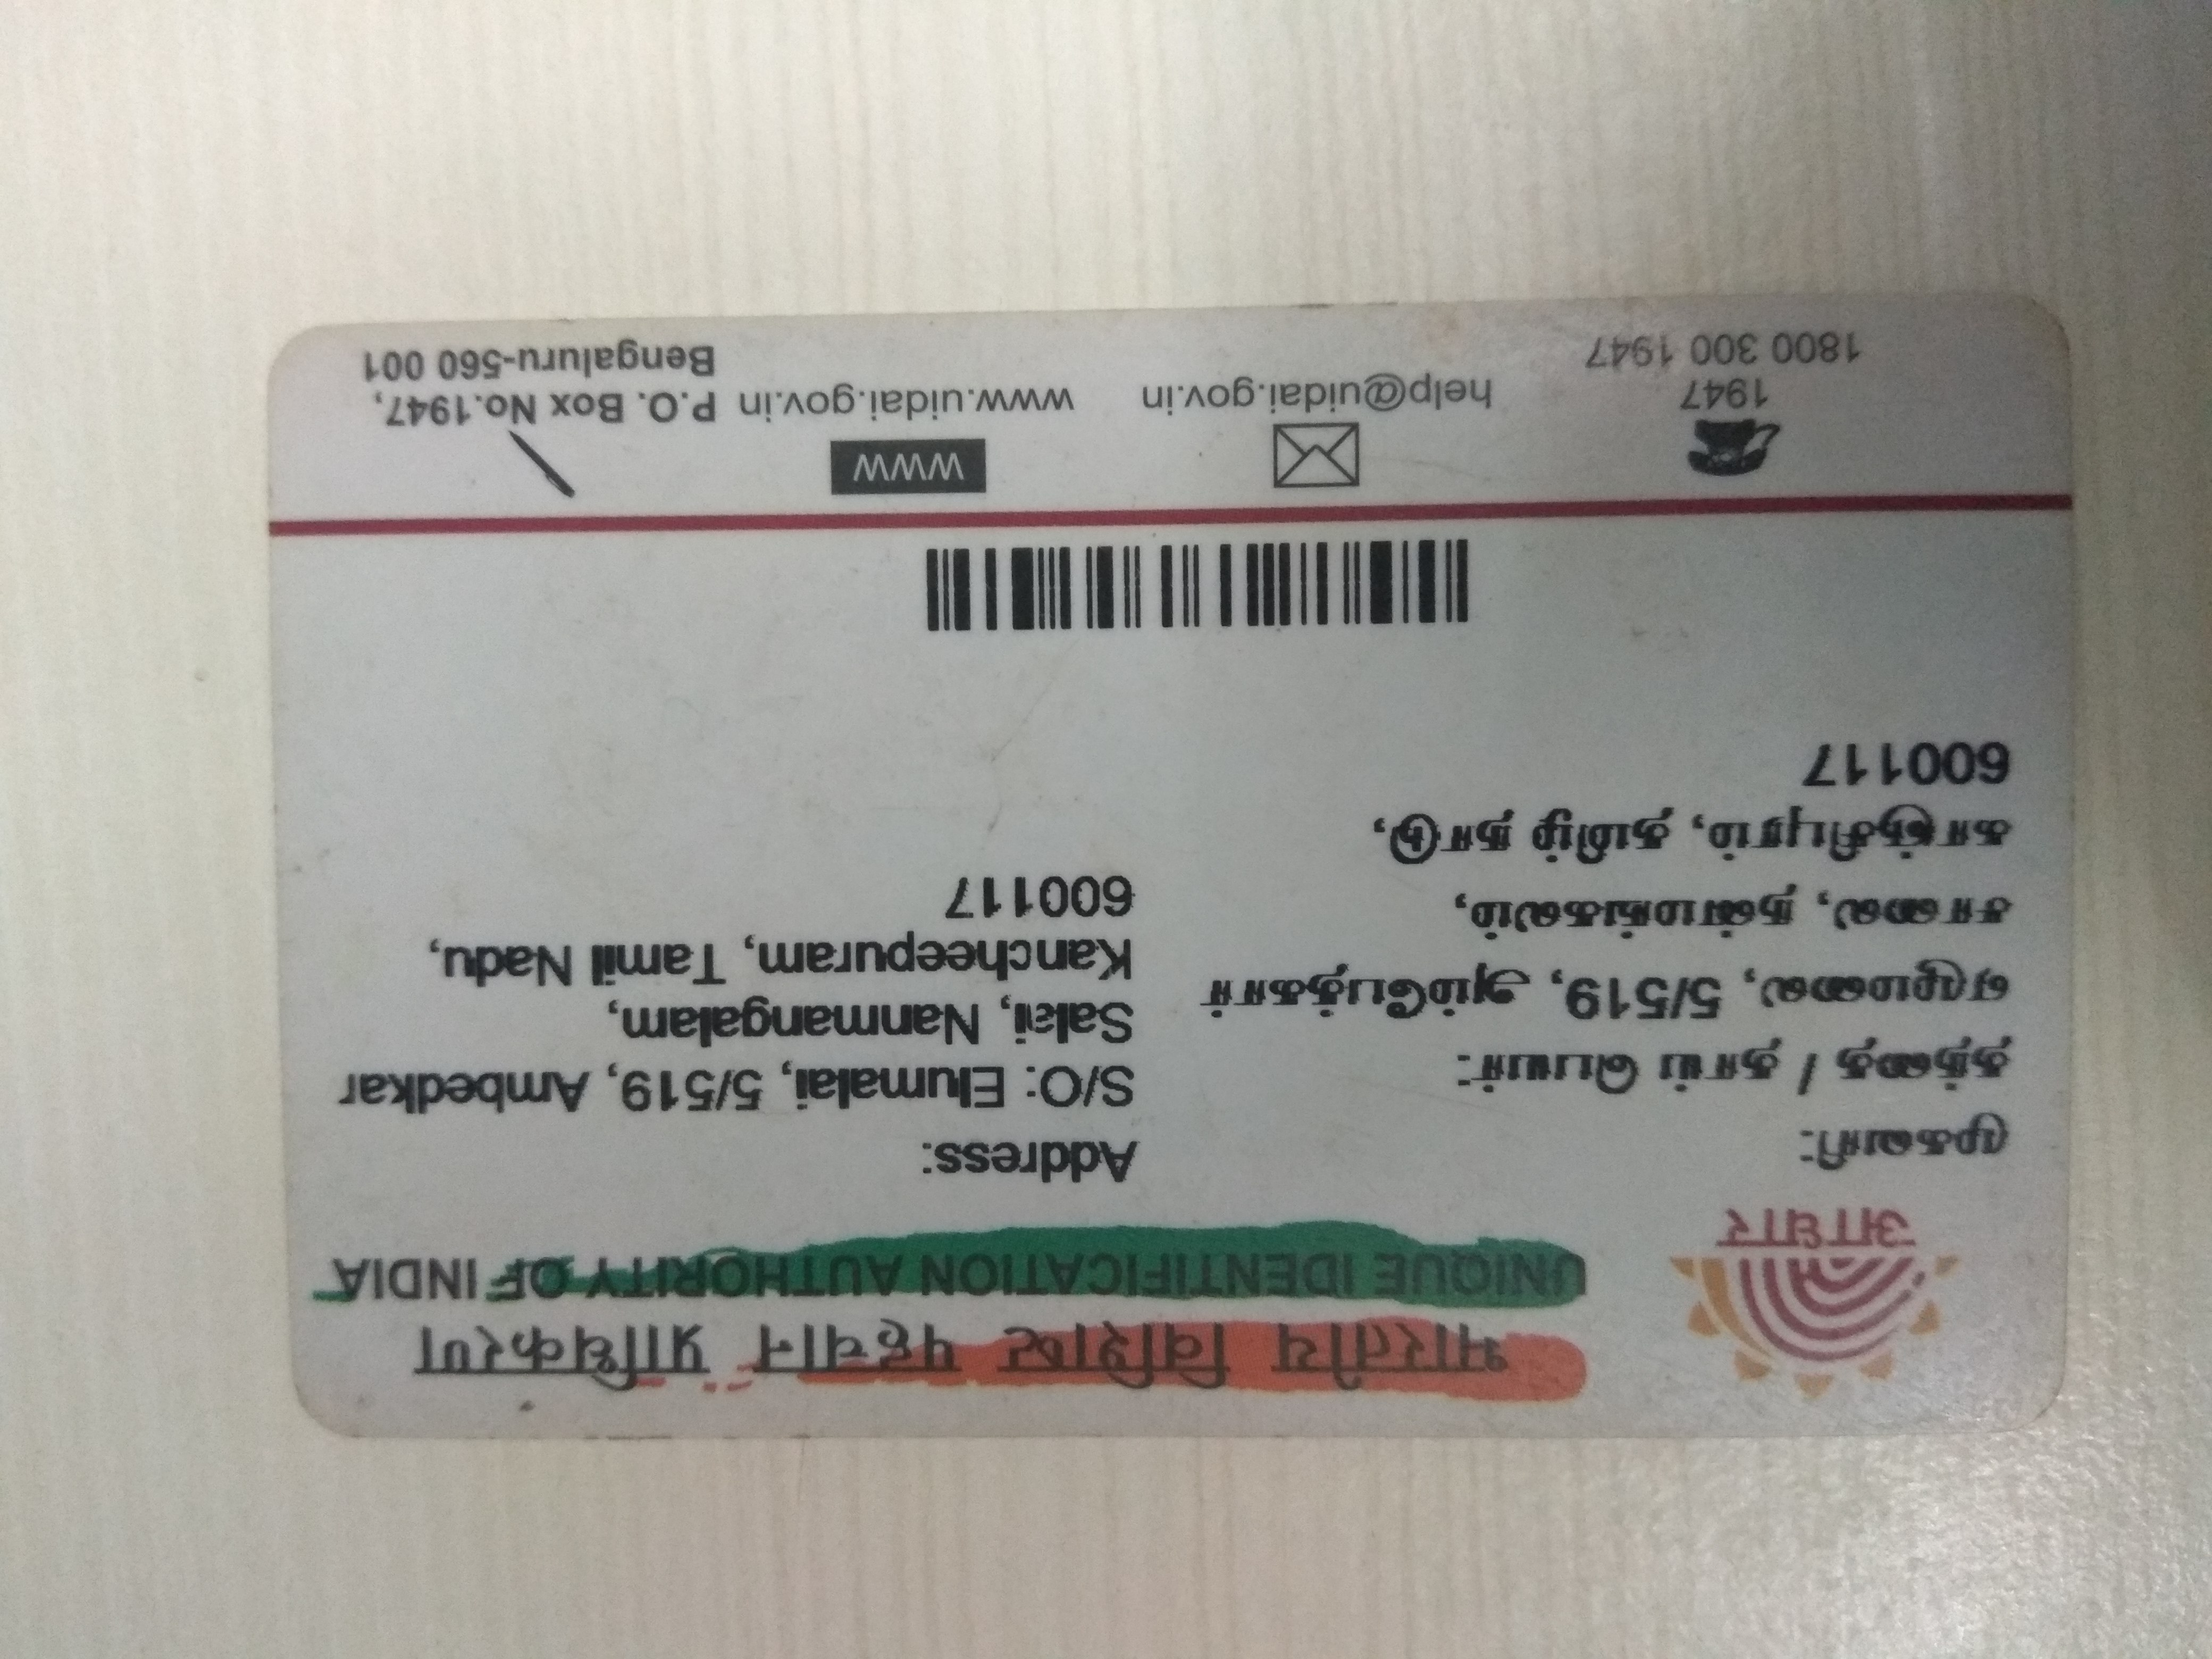 भारतीय विशिष्ट पहचान प्राधिकरण
UNIQUE IDENTIFICATION AUTHORITY OF INDIA
आधार
முகவரி:
தந்தை / தாய் பெயர்:
ஏழுமலை, 5/519, அம்பேத்கார்
சாலை, நன்மங்கலம்,
காஞ்சிபுரம், தமிழ் நாடு,
600117
Address:
S/O: Elumalai, 5/519, Ambedkar
Salai, Nanmangalam,
Kancheepuram, Tamil Nadu,
600117
1947
1800 300 1947
help@uidai.gov.in
WWW
www.uidai.gov.in
P.O. Box No.1947,
Bengaluru-560 001